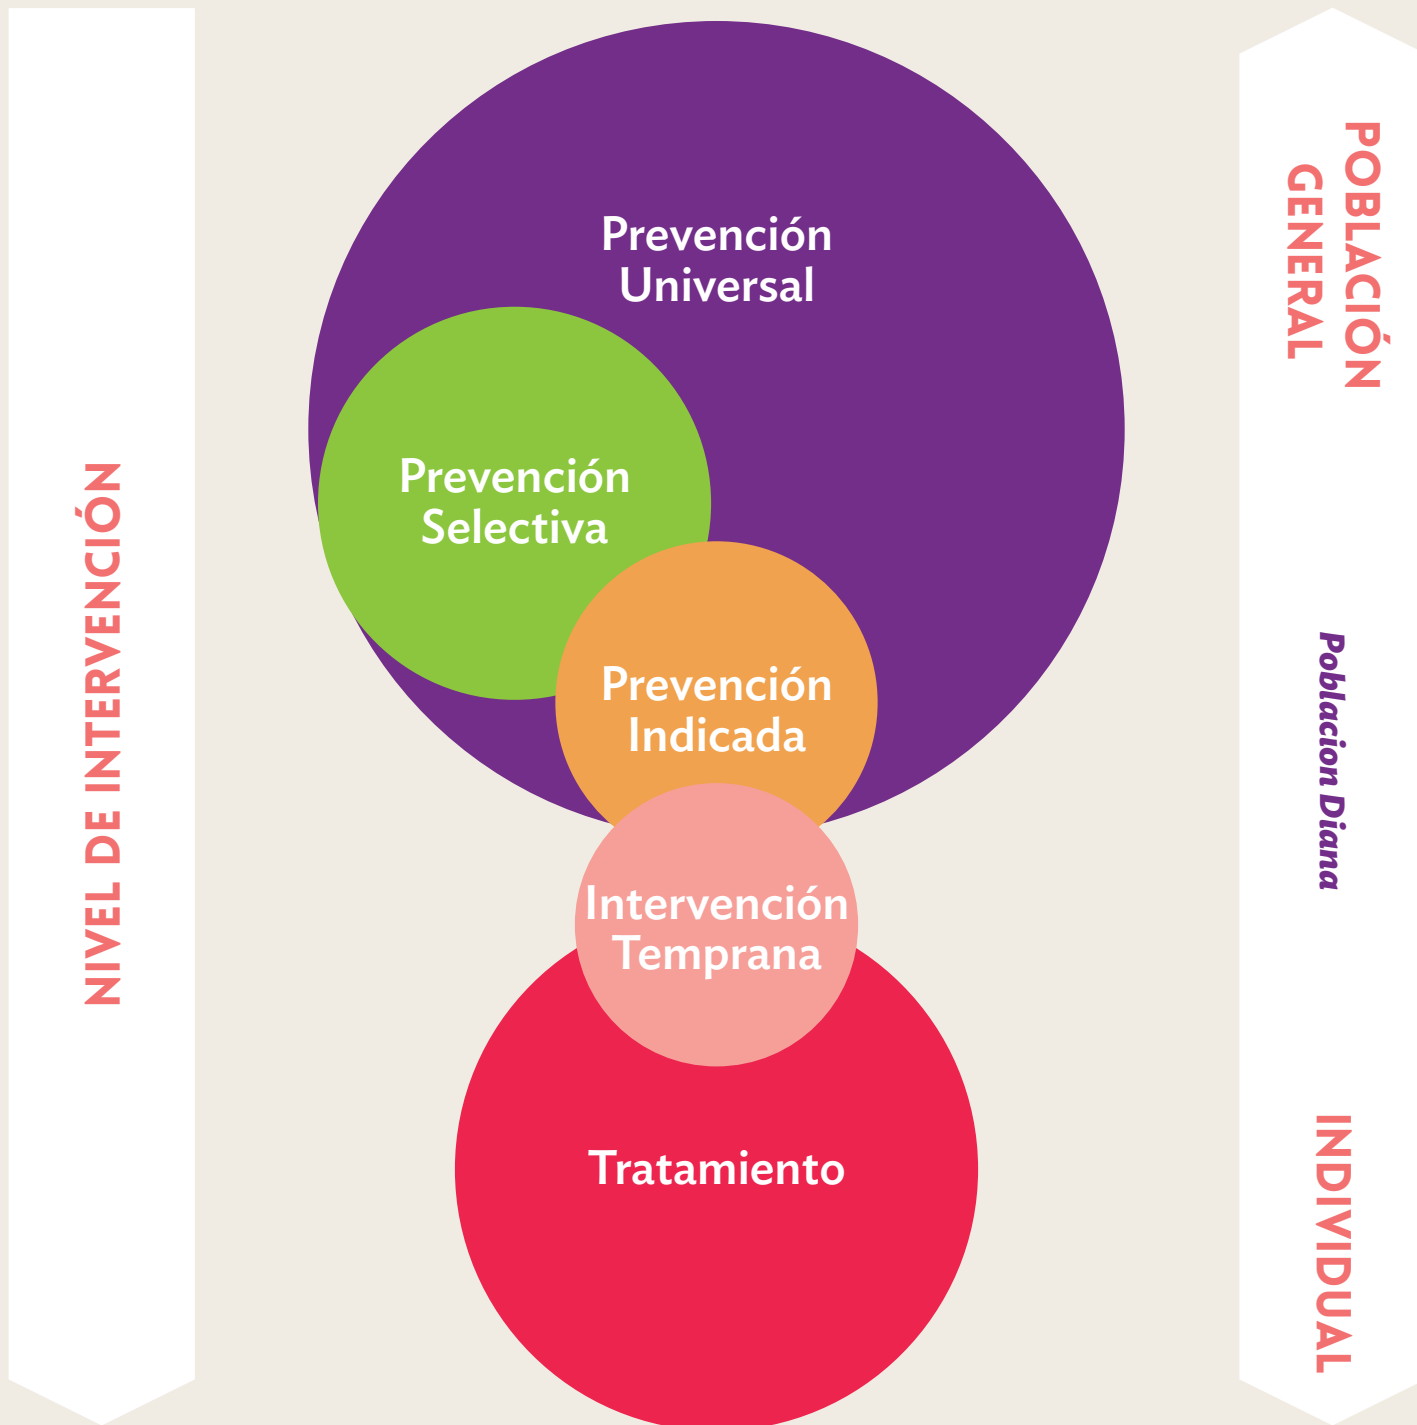 NIVEL DE INTERVENCIÓN
Prevención
Universal
Prevención
Selectiva
Prevención
Indicada
Intervención
Temprana
Tratamiento
POBLACIÓN
GENERAL
Poblacion Diana
INDIVIDUAL